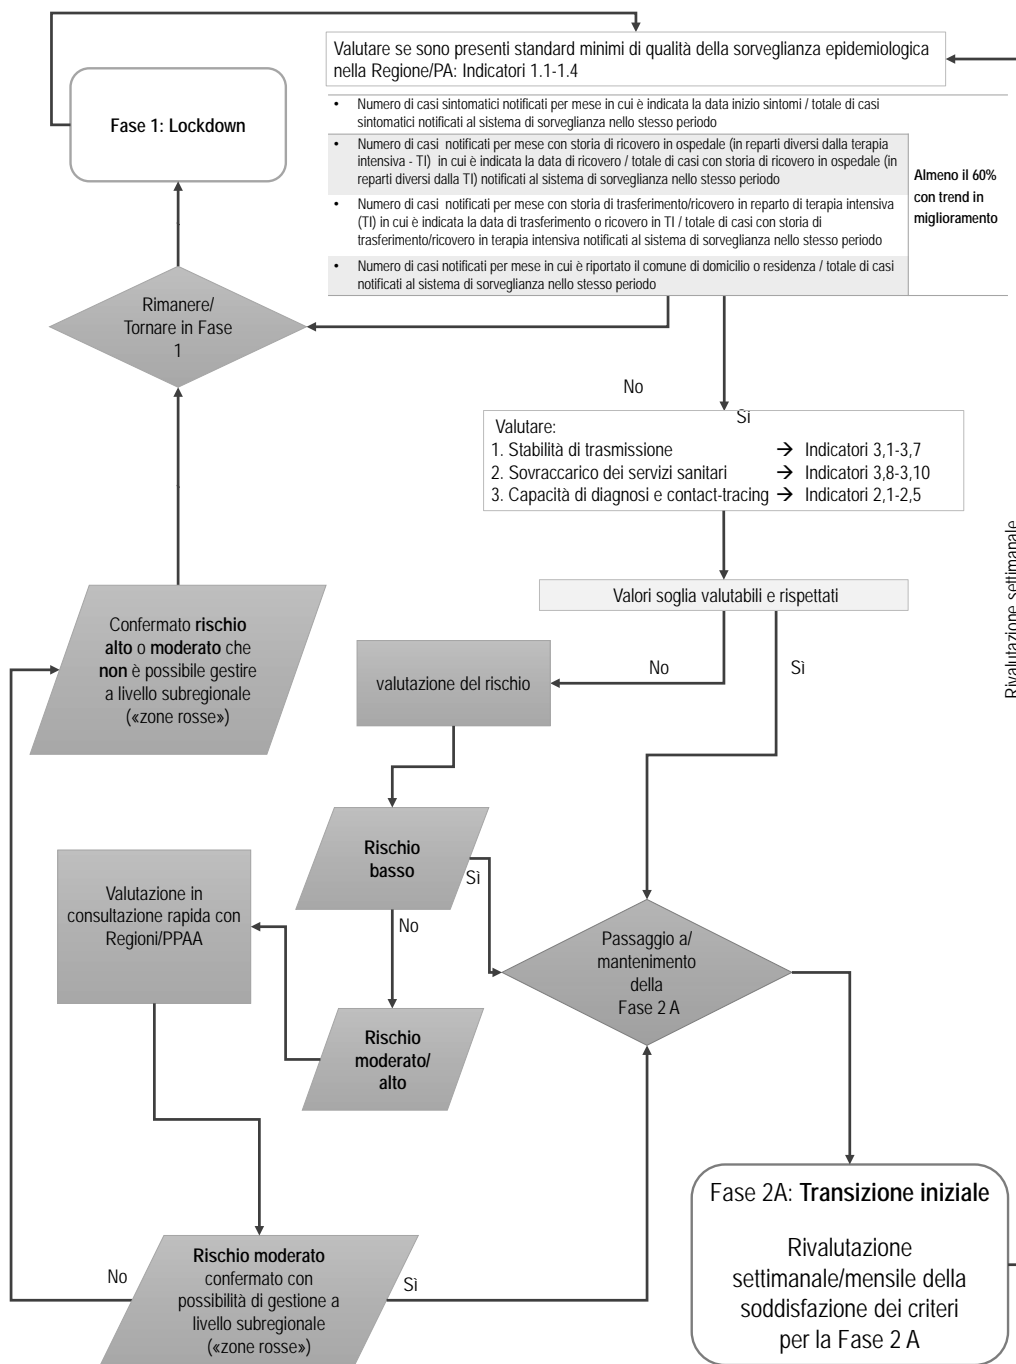 Valutare se sono presenti standard minimi di qualità della sorveglianza epidemiologica
nella Regione/PA: Indicatori 1.1-1.4
Fase 1: Lockdown
• Numero di casi sintomatici notificati per mese in cui è indicata la data inizio sintomi / totale di casi
sintomatici notificati al sistema di sorveglianza nello stesso periodo
• Numero di casi notificati per mese con storia di ricovero in ospedale (in reparti diversi dalla terapia
intensiva - TI) in cui è indicata la data di ricovero / totale di casi con storia di ricovero in ospedale (in
reparti diversi dalla TI) notificati al sistema di sorveglianza nello stesso periodo
• Numero di casi notificati per mese con storia di trasferimento/ricovero in reparto di terapia intensiva
(TI) in cui è indicata la data di trasferimento o ricovero in TI / totale di casi con storia di
trasferimento/ricovero in terapia intensiva notificati al sistema di sorveglianza nello stesso periodo
• Numero di casi notificati per mese in cui è riportato il comune di domicilio o residenza / totale di casi
notificati al sistema di sorveglianza nello stesso periodo
Almeno il 60%
con trend in
miglioramento
Rimanere/
Tornare in Fase
1
No
Sì
Valutare:
1. Stabilità di trasmissione → Indicatori 3,1-3,7
2. Sovraccarico dei servizi sanitari → Indicatori 3,8-3,10
3. Capacità di diagnosi e contact-tracing → Indicatori 2,1-2,5
Rivalutazione settimanale
Valori soglia valutabili e rispettati
Confermato rischio
alto o moderato che
non è possibile gestire
a livello subregionale
(«zone rosse»)
No
Sì
valutazione del rischio
Rischio
basso
Sì
No
Valutazione in
consultazione rapida con
Regioni/PPAA
Passaggio a/
mantenimento
della
Fase 2 A
Rischio
moderato/
alto
Fase 2A: Transizione iniziale
Rivalutazione
settimanale/mensile della
soddisfazione dei criteri
per la Fase 2 A
Rischio moderato
confermato con
possibilità di gestione a
livello subregionale
(«zone rosse»)
No
Sì